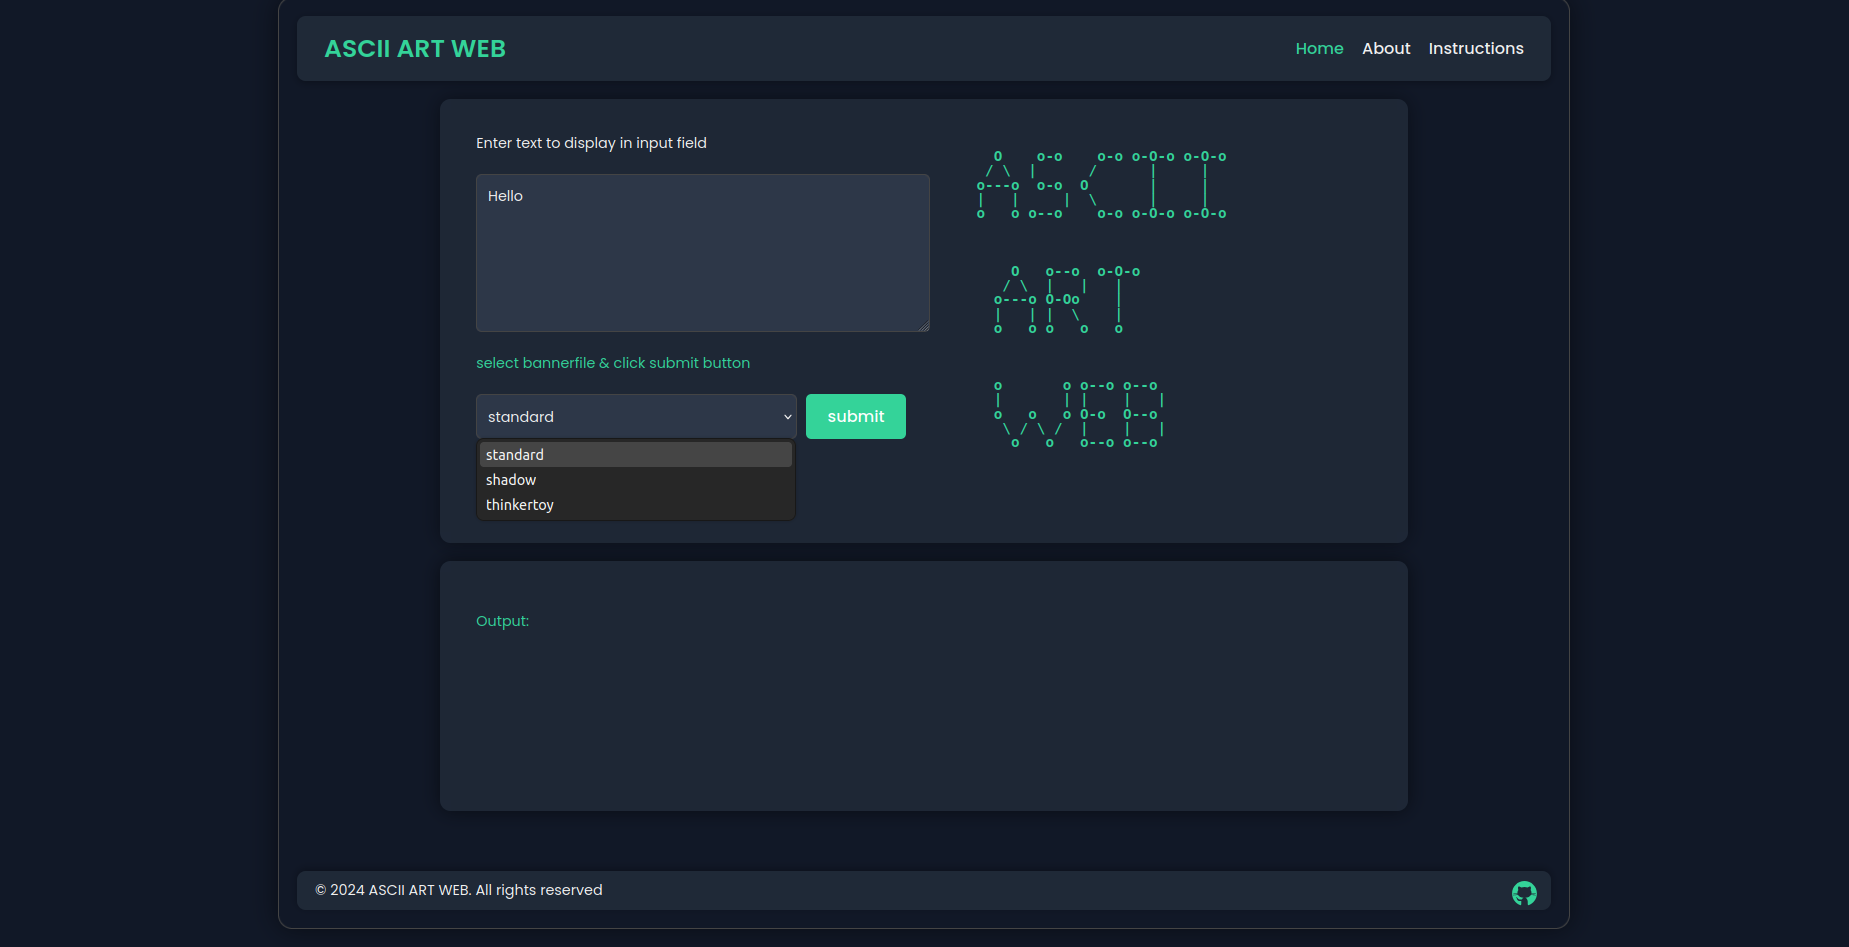 ASCII ART WEB
Home About Instructions
Enter text to display in input field
Hello
select bannerfile & click submit button
standard
submit
standard
shadow
thinkertoy
  O    o-o    o-o o-O-o o-O-o
 / \  |      /      |     |
o---o  o-o  O       |     |
|   |     |  \      |     |
o   o o--o    o-o o-O-o o-O-o
  O   o--o  o-O-o
 / \  |   |   |
o---o O-Oo    |
|   | |  \    |
o   o o   o   o
o       o o--o o--o
|       | |    |   |
o   o   o O-o  O--o
 \ / \ /  |    |   |
  o   o   o--o o--o
Output:
© 2024 ASCII ART WEB. All rights reserved